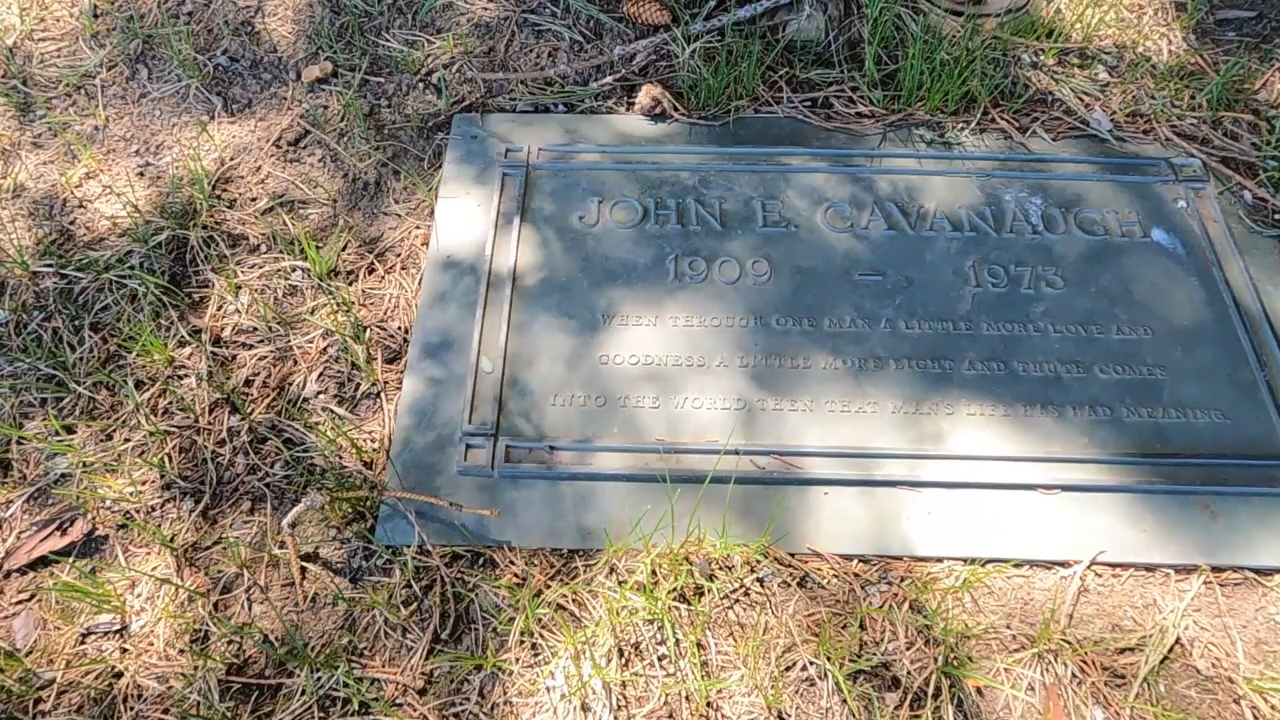 JOHN E. CAVANAUGH
1909 – 1973
WHEN THROUGH ONE MAN A LITTLE MORE LOVE AND
GOODNESS, A LITTLE MORE LIGHT AND TRUTH COMES
INTO THE WORLD, THEN THAT MAN'S LIFE HAS HAD MEANING.